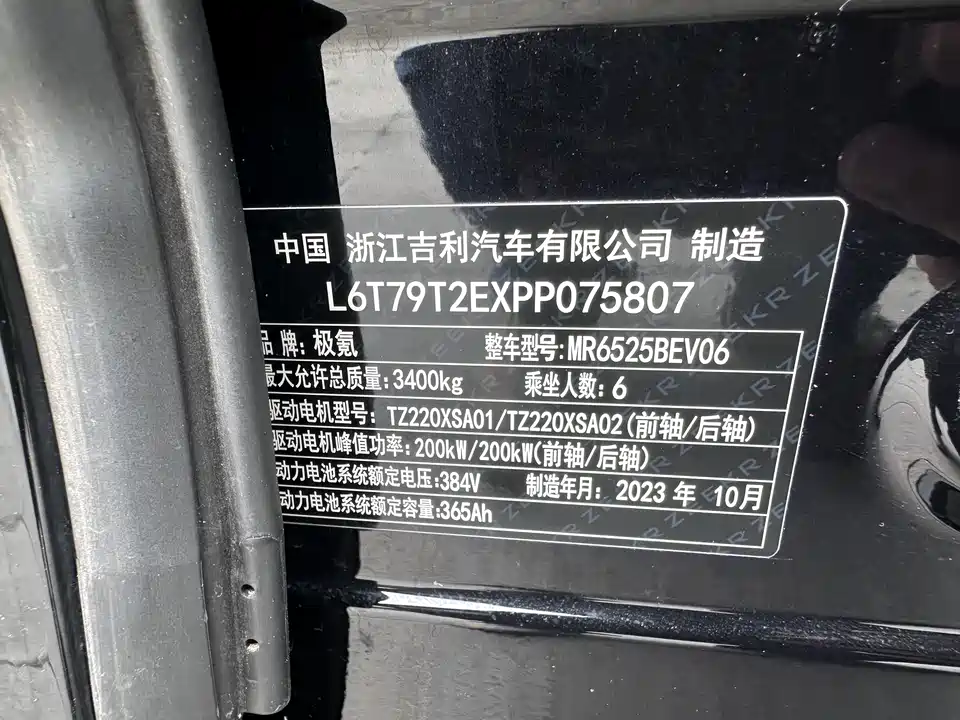 中国 浙江吉利汽车有限公司 制造
L6T79T2EXPP075807
品 牌: 极氪 整车型号: MR6525BEV06
最大允许总质量: 3400kg 乘坐人数: 6
驱动电机型号: TZ220XSA01/TZ220XSA02(前轴/后轴)
驱动电机峰值功率: 200kW/200kW(前轴/后轴)
动力电池系统额定电压: 384V 制造年月: 2023 年 10月
动力电池系统额定容量: 365Ah
ZEEKR